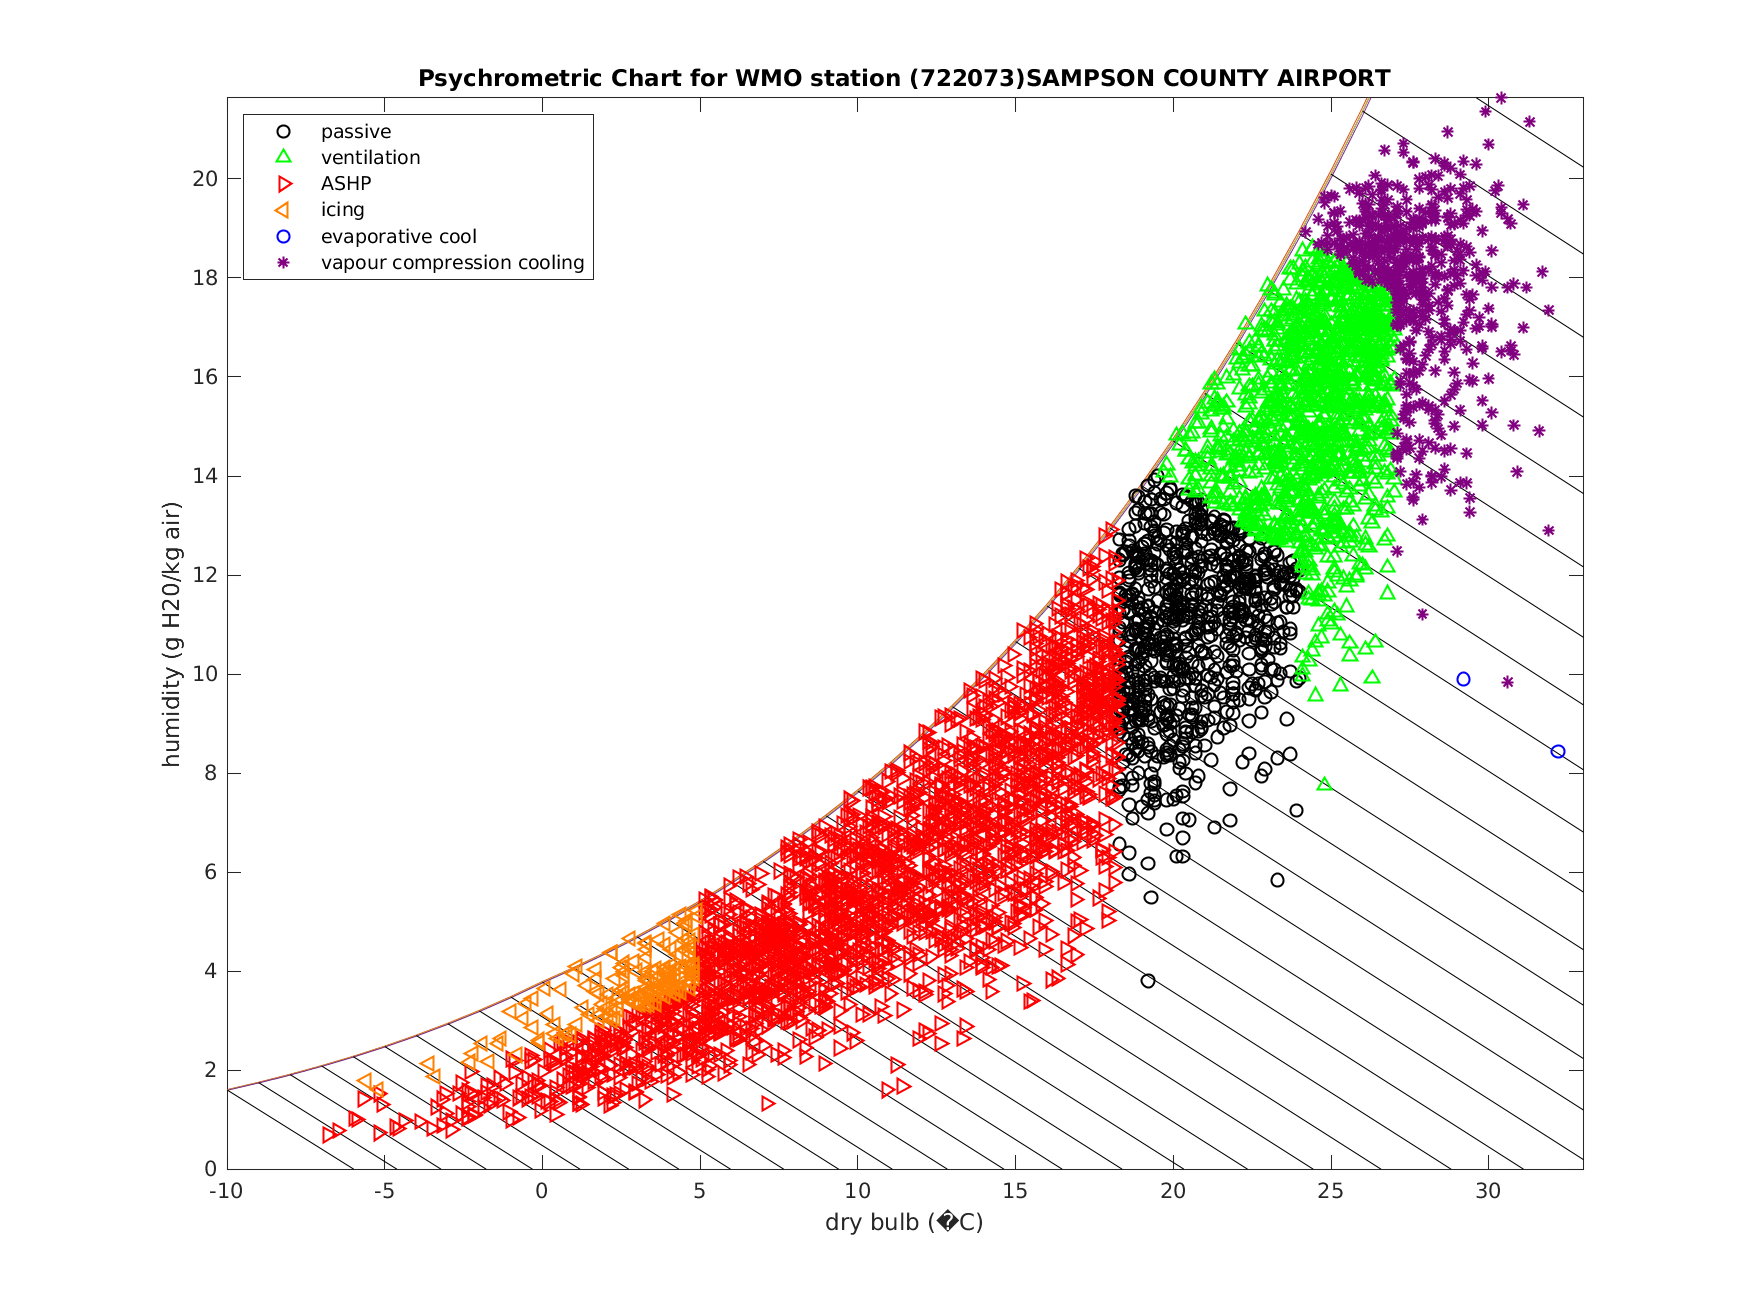 Psychrometric Chart for WMO station (722073)SAMPSON COUNTY AIRPORT
passive
ventilation
ASHP
icing
evaporative cool
vapour compression cooling
humidity (g H20/kg air)
20
18
16
14
12
10
8
6
4
2
0
-10 -5 0 5 10 15 20 25 30
dry bulb (�C)